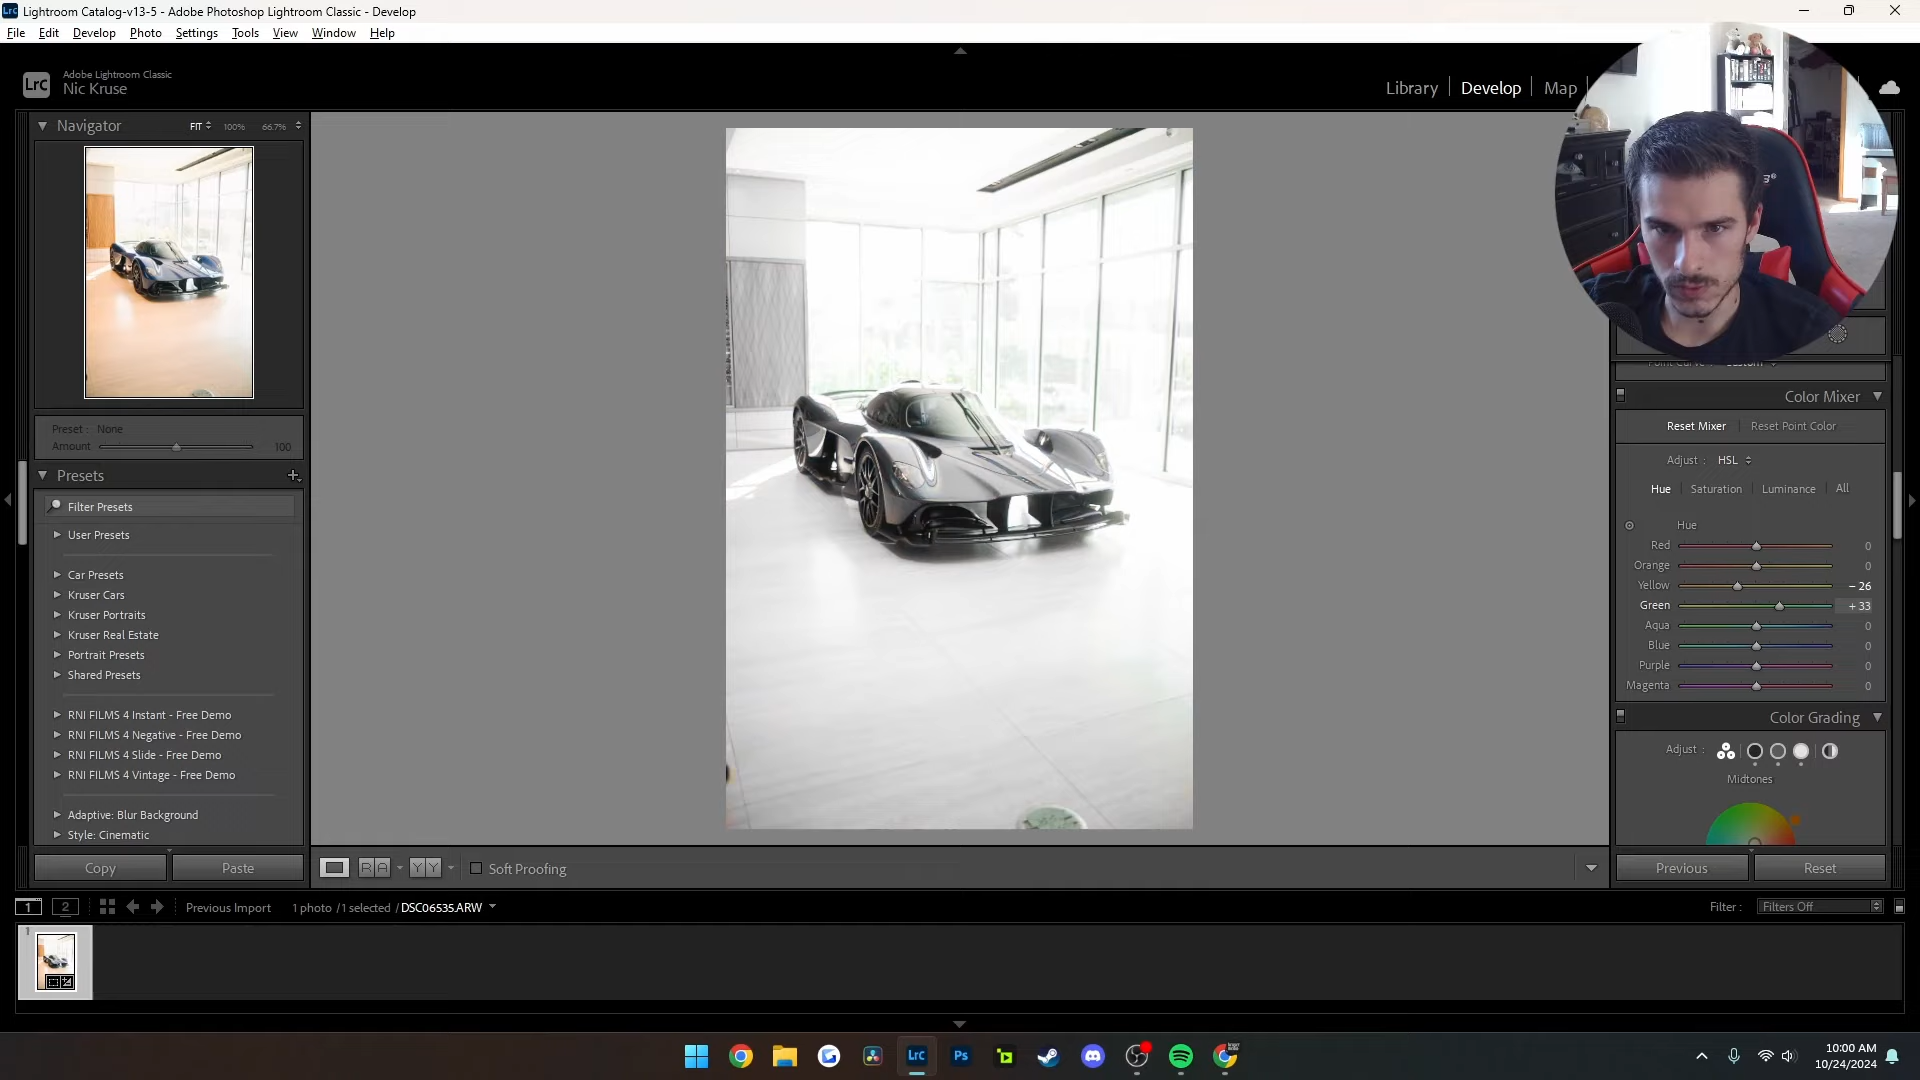 Lightroom Catalog-v13-5 - Adobe Photoshop Lightroom Classic - Develop
File Edit Develop Photo Settings Tools View Window Help
LrC Adobe Lightroom Classic
Nic Kruse
Library Develop Map
Navigator FIT 100% 66.7%
Preset : None
Amount 100
Presets
Filter Presets
User Presets
Car Presets
Kruser Cars
Kruser Portraits
Kruser Real Estate
Portrait Presets
Shared Presets
RNI FILMS 4 Instant - Free Demo
RNI FILMS 4 Negative - Free Demo
RNI FILMS 4 Slide - Free Demo
RNI FILMS 4 Vintage - Free Demo
Adaptive: Blur Background
Style: Cinematic
Copy Paste
R A Y Y Soft Proofing
Color Mixer
Reset Mixer Reset Point Color
Adjust : HSL
Hue Saturation Luminance All
Hue
Red 0
Orange 0
Yellow – 26
Green + 33
Aqua 0
Blue 0
Purple 0
Magenta 0
Color Grading
Adjust :
Midtones
Previous Reset
1 2 Previous Import 1 photo / 1 selected / DSC06535.ARW Filter : Filters Off
1
LrC Ps
10:00 AM
10/24/2024